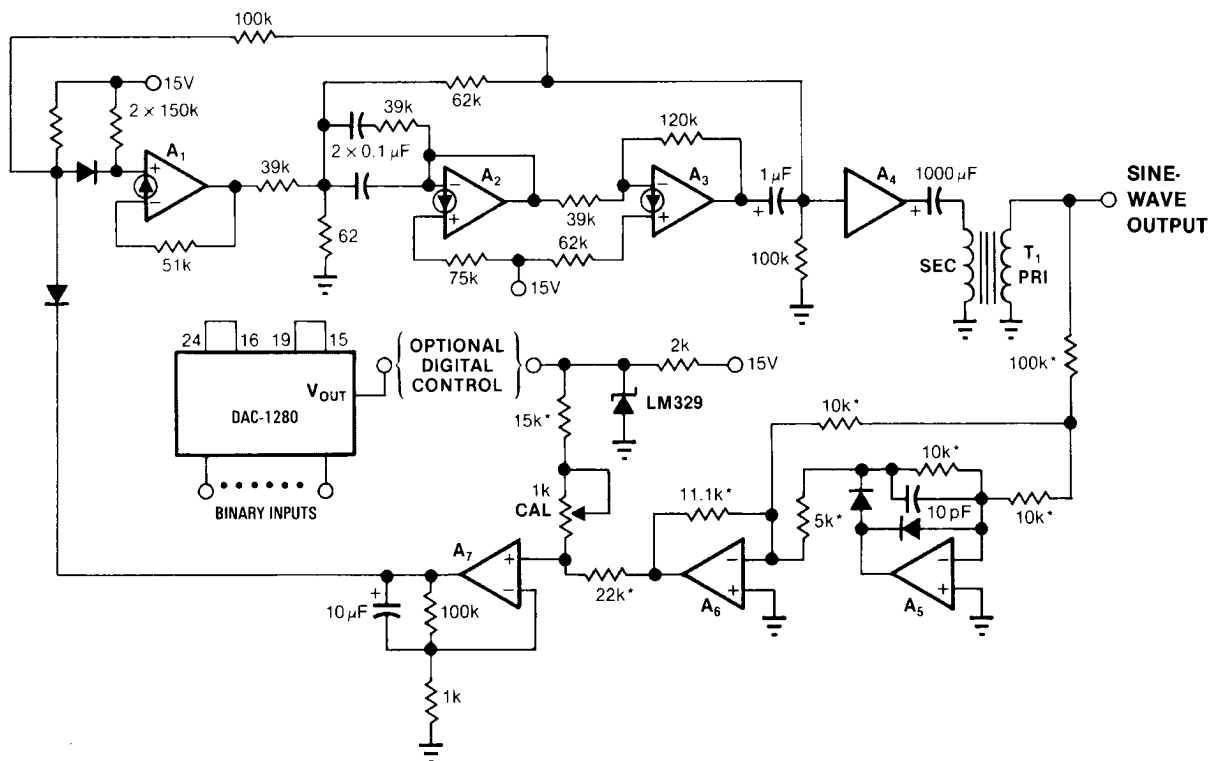 100k
15V
2 × 150k
A1
39k
51k
62k
39k
2 × 0.1 μF
62
A2
75k
15V
39k
62k
120k
A3
1 μF
+
100k
A4
1000 μF
+
SEC
T1
PRI
SINE-
WAVE
OUTPUT
24
16
19
15
VOUT
DAC-1280
BINARY INPUTS
OPTIONAL
DIGITAL
CONTROL
2k
15V
LM329
15k*
1k
CAL
100k*
10k*
10k*
10 pF
10k*
5k*
11.1k*
A5
A6
22k*
A7
+
10 μF
100k
1k